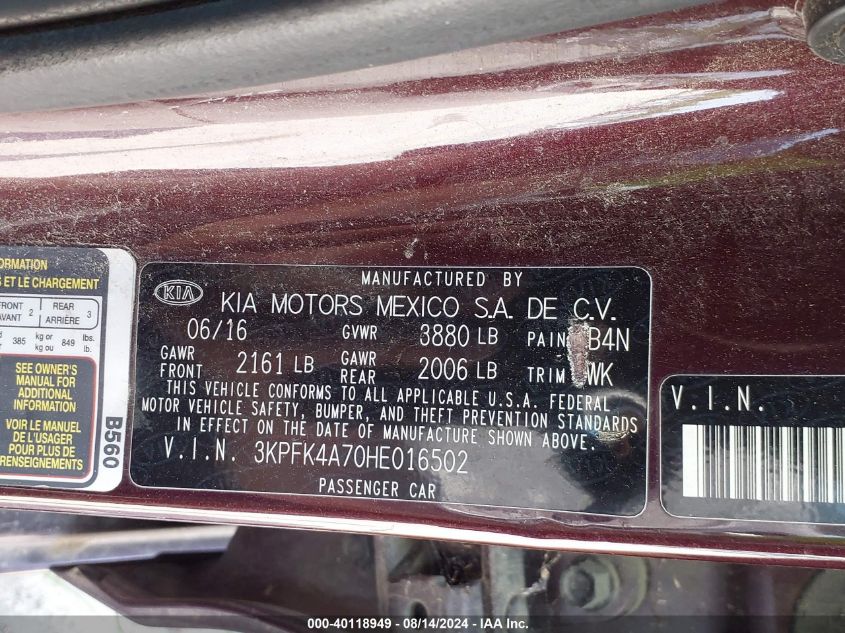 ORMATION
S ET LE CHARGEMENT
FRONT 2 REAR 3
AVANT ARRIÈRE
385 kg or 849 lbs.
kg ou lb.
SEE OWNER'S
MANUAL FOR
ADDITIONAL
INFORMATION
VOIR LE MANUEL
DE L'USAGER
POUR PLUS DE
RENSEIGNEMENTS
B560
MANUFACTURED BY
KIA KIA MOTORS MEXICO S.A. DE C.V.
06/16 GVWR 3880 LB PAIN B4N
GAWR FRONT 2161 LB GAWR REAR 2006 LB TRIM WK
THIS VEHICLE CONFORMS TO ALL APPLICABLE U.S.A. FEDERAL
MOTOR VEHICLE SAFETY, BUMPER, AND THEFT PREVENTION STANDARDS
IN EFFECT ON THE DATE OF MANUFACTURE SHOWN ABOVE.
V.I.N. 3KPFK4A70HE016502
PASSENGER CAR
V.I.N.
000-40118949 - 08/14/2024 - IAA Inc.